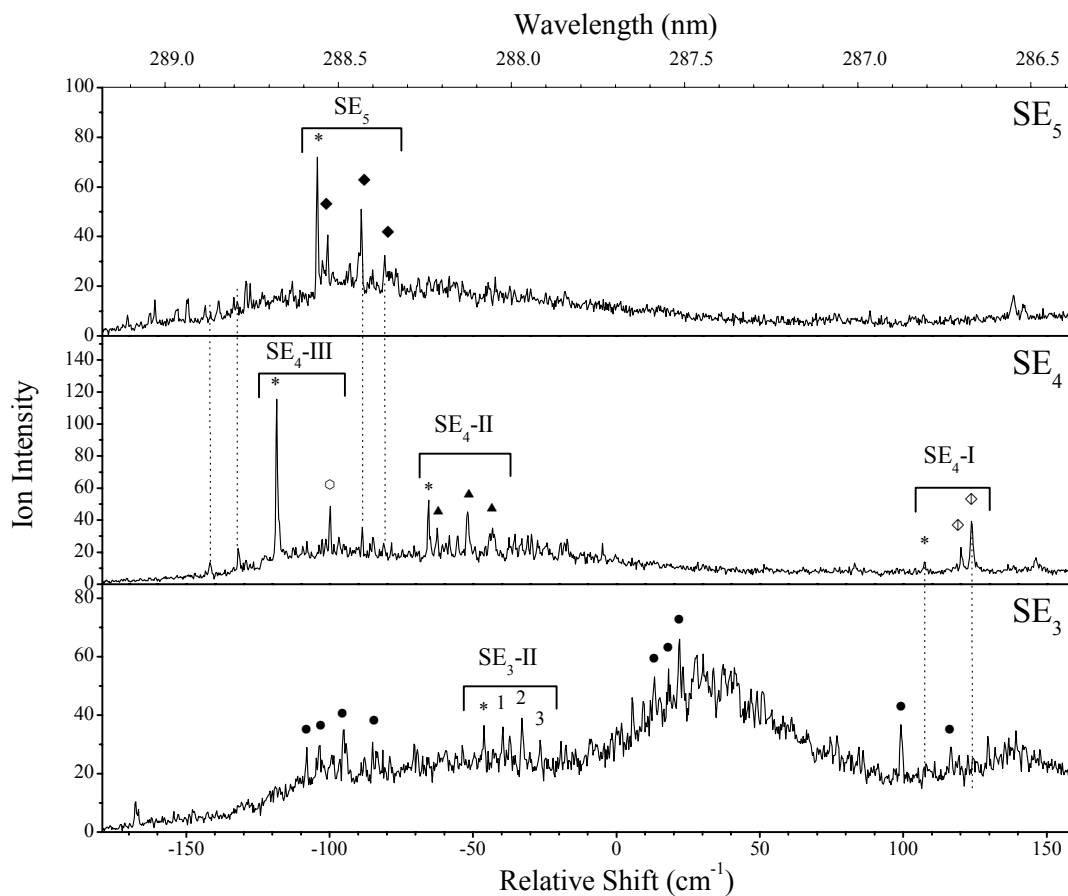 Wavelength (nm)
289.0 288.5 288.0 287.5 287.0 286.5
100
80
60
40
20
0
SE5
* 
SE5
140
120
100
80
60
40
20
0
SE4-III
*
SE4-II
*
SE4-I
*
SE4
80
60
40
20
0
SE3-II
* 1 2 3
SE3
-150 -100 -50 0 50 100 150
Relative Shift (cm-1)
Ion Intensity